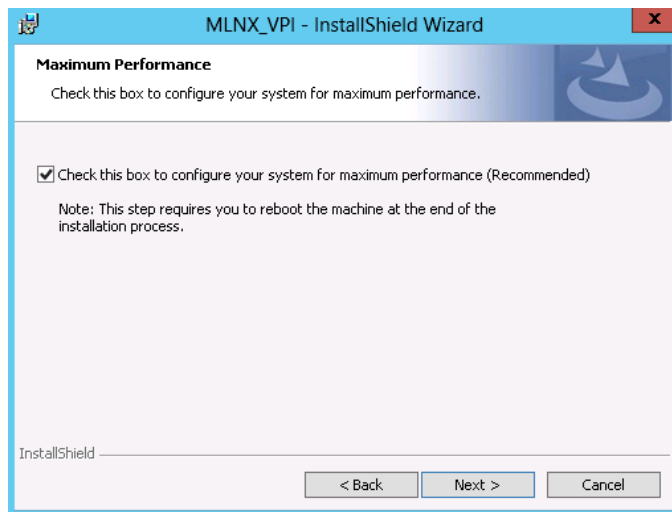 MLNX_VPI - InstallShield Wizard
x
Maximum Performance
Check this box to configure your system for maximum performance.
Check this box to configure your system for maximum performance (Recommended)
Note: This step requires you to reboot the machine at the end of the
installation process.
InstallShield
< Back Next > Cancel